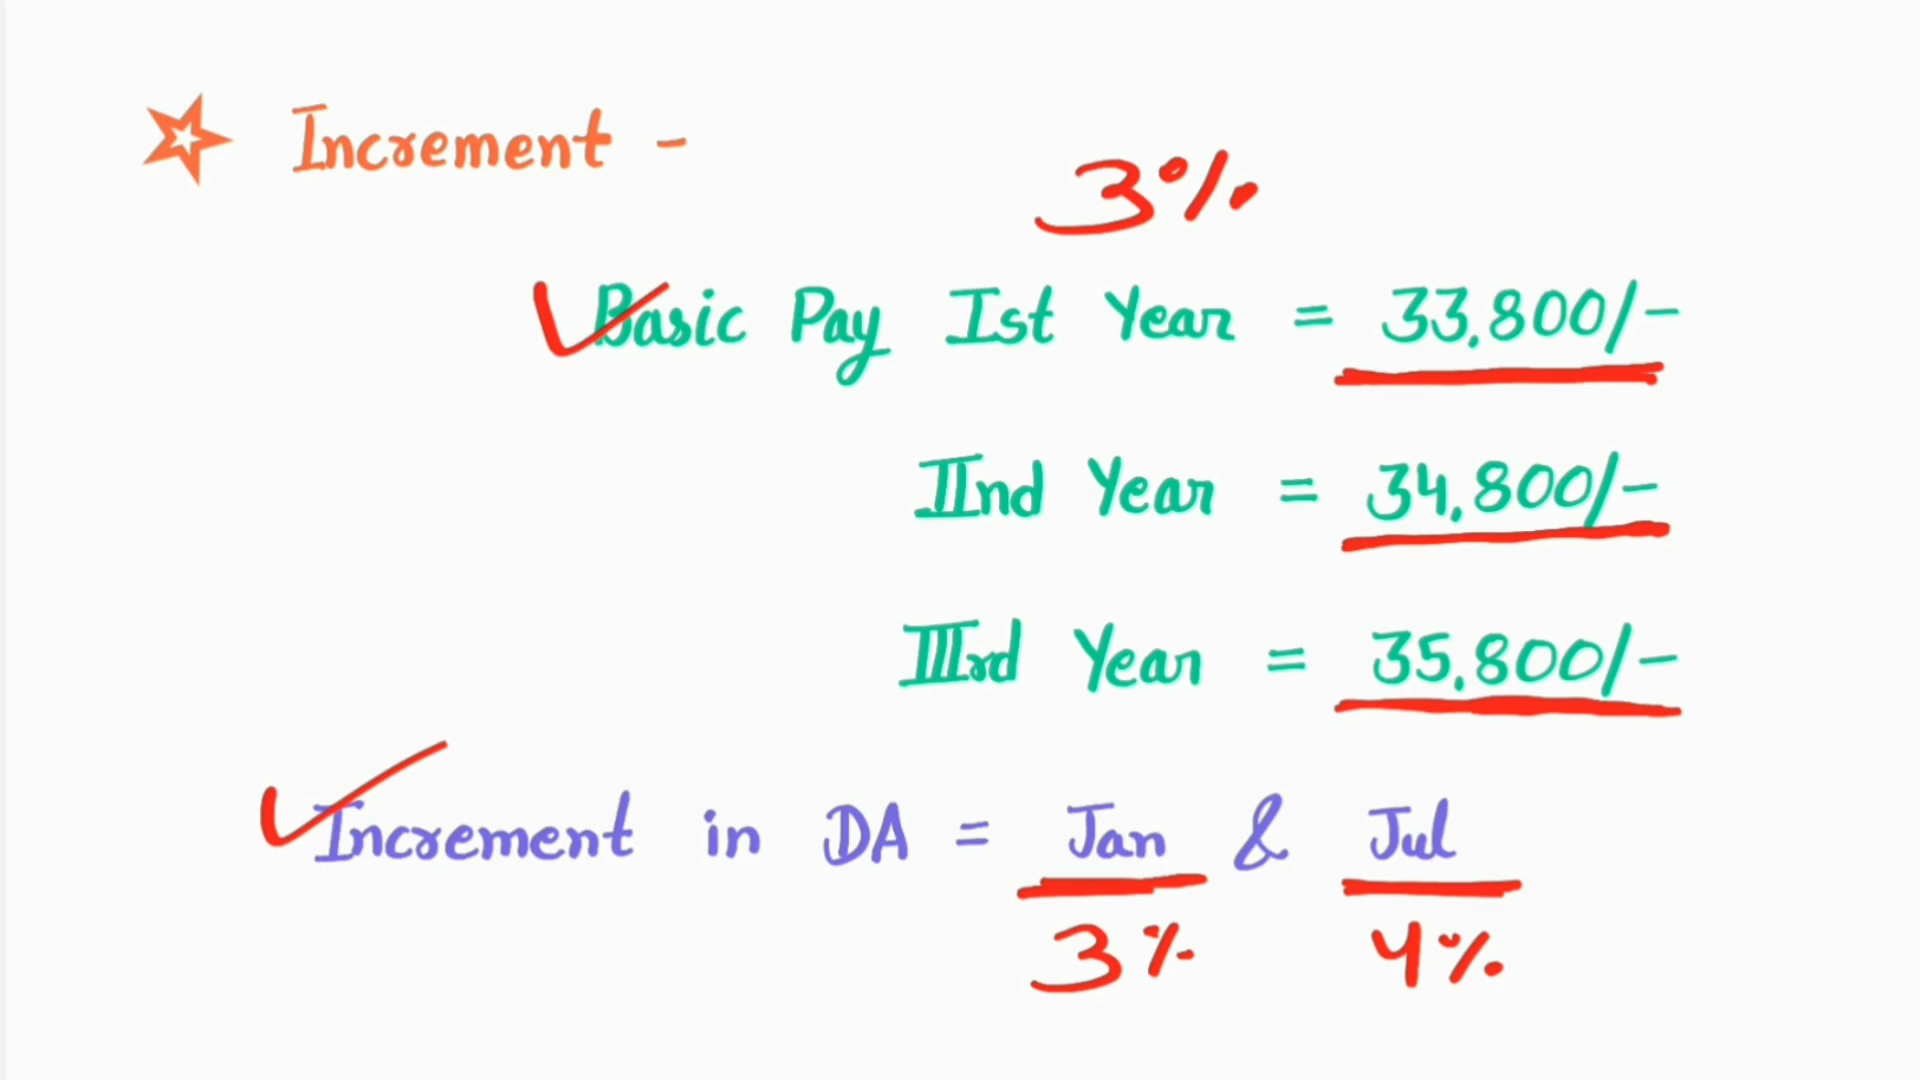 Increment -
3%
Basic Pay Ist Year = 33,800/-
IInd Year = 34,800/-
IIIrd Year = 35,800/-
Increment in DA = Jan & Jul
3% 4%